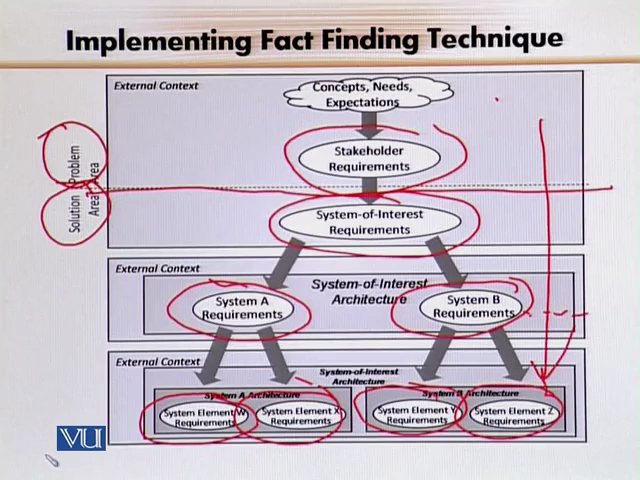 Implementing Fact Finding Technique
External Context
Concepts, Needs,
Expectations
Problem
Area
Stakeholder
Requirements
Solution
Area
System-of-Interest
Requirements
External Context
System-of-Interest
Architecture
System A
Requirements
System B
Requirements
External Context
System-of-Interest
Architecture
System A Architecture
System B Architecture
System Element W
Requirements
System Element X
Requirements
System Element Y
Requirements
System Element Z
Requirements
VU